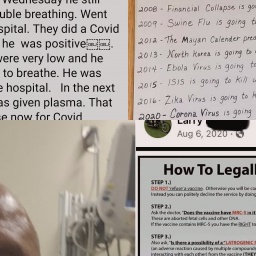 Wednesday he still
uble breathing. Went
spital. They did a Covid
he was positive
were very low and he
to breathe. He was
e hospital. In the next
as given plasma. That
se now for Covid
2008 - Financial Collapse is go
2009 - Swine Flu is going t
2012 - The Mayan Calender pre
2013 - North Korea is going to
2014 - Ebola Virus is going to
2015 - ISIS is going to Kill u
2016 - Zika Virus is going to k
2020 - Corona Virus is going
Larry
Aug 6, 2020 ·
How To Legall
STEP 1.)
DO NOT refuse a vaccine. Otherwise you will be co
Instead you can politely decline the service by doing
STEP 2.)
Ask the doctor, "Does the vaccine have MRC-5 in it
These are aborted fetal cells and other DNA.
If the vaccine contains MRC-5 you have the RIGHT to
STEP 3.)
Also ask, "Is there a possibility of a "LATROGENIC
(an adverse reaction caused by multiple compound
interacting with each other from the vaccine (THEY